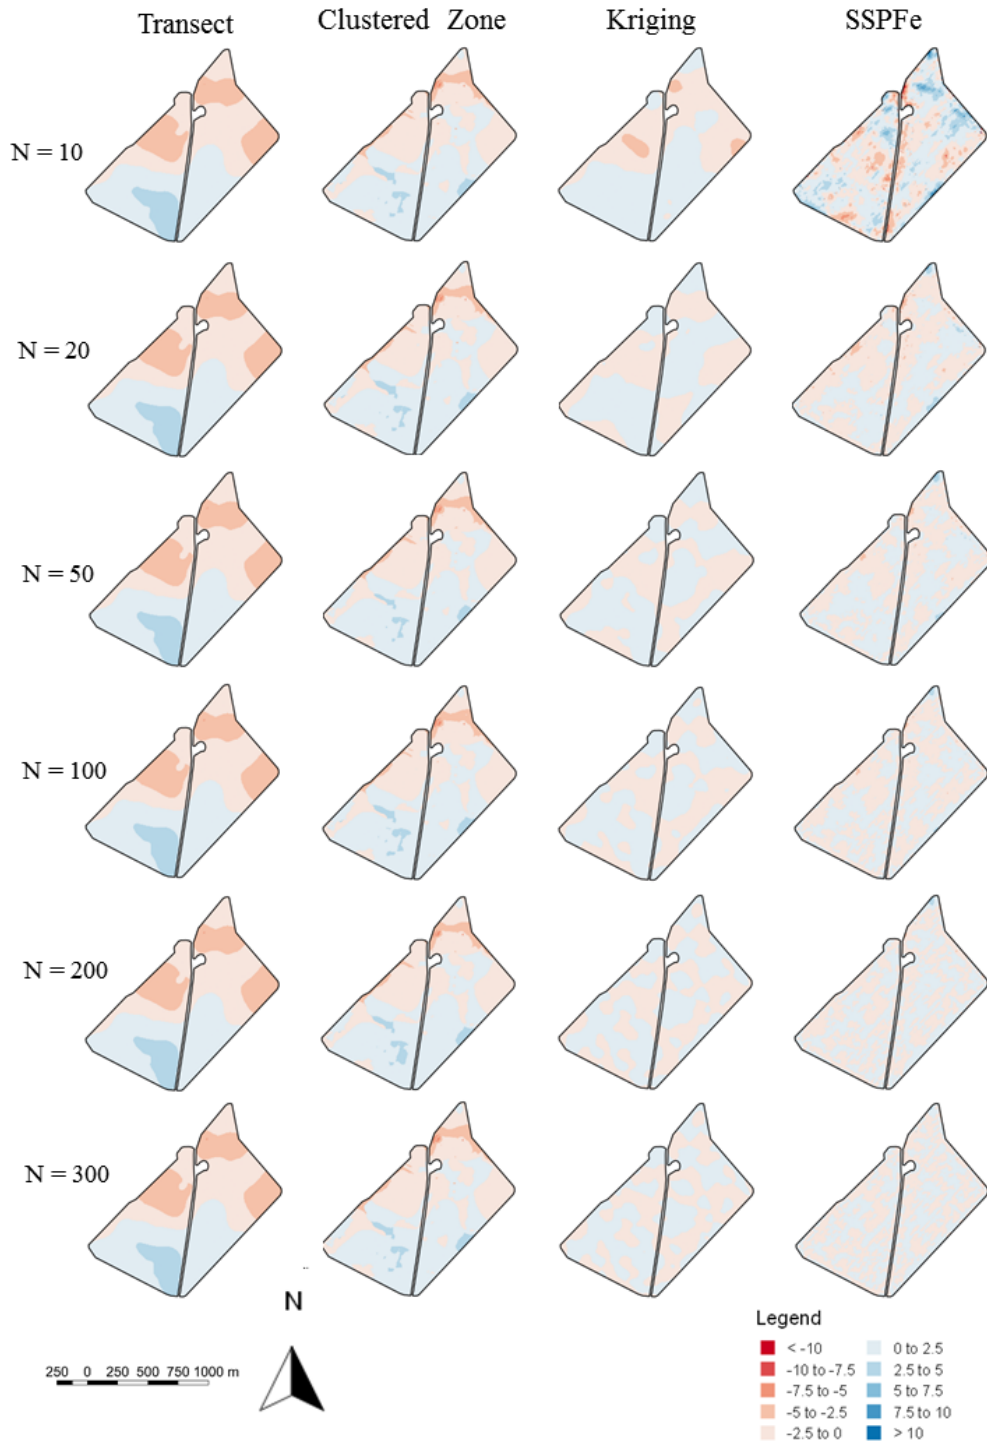 Transect Clustered Zone Kriging SSPFe
N = 10
N = 20
N = 50
N = 100
N = 200
N = 300
N
250 0 250 500 750 1000 m
Legend
< -10
-10 to -7.5
-7.5 to -5
-5 to -2.5
-2.5 to 0
0 to 2.5
2.5 to 5
5 to 7.5
7.5 to 10
> 10